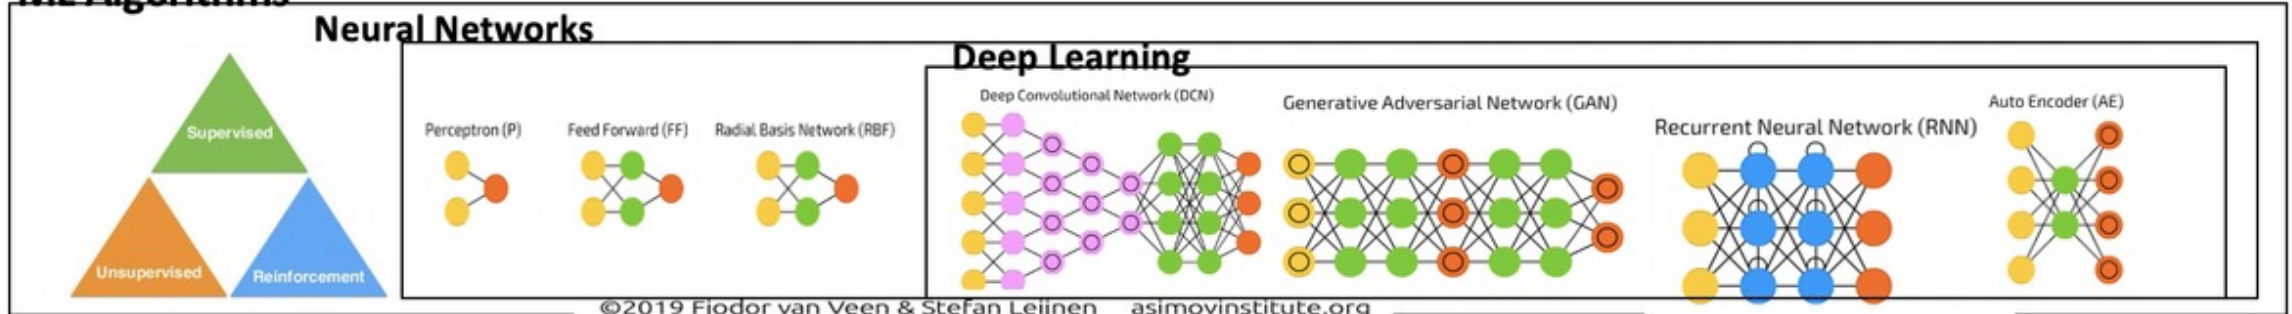 ML Algorithms
Neural Networks
Deep Learning
Supervised
Unsupervised
Reinforcement
Perceptron (P)
Feed Forward (FF)
Radial Basis Network (RBF)
Deep Convolutional Network (DCN)
Generative Adversarial Network (GAN)
Recurrent Neural Network (RNN)
Auto Encoder (AE)
©2019 Fjodor van Veen & Stefan Leijnen asimovinstitute.org